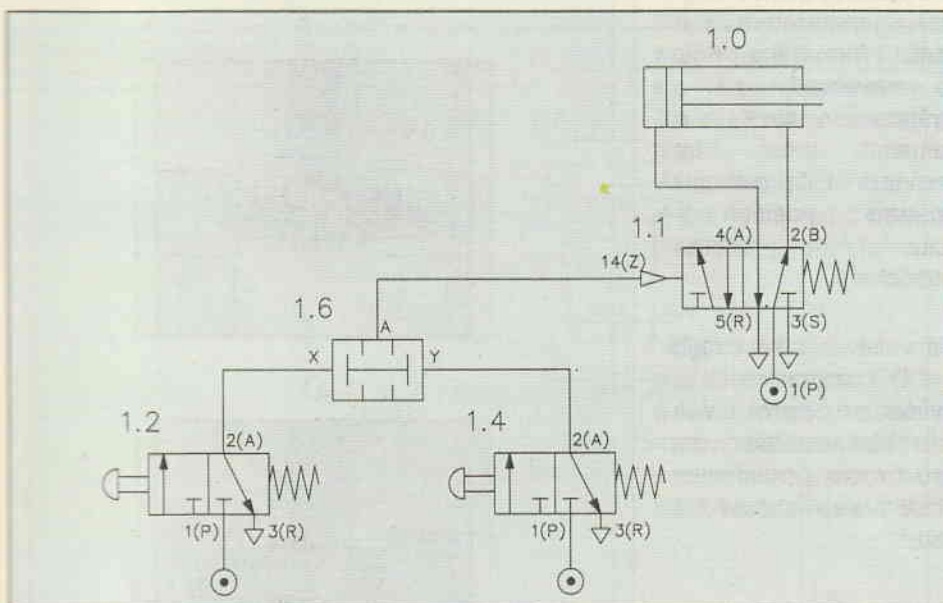 1.0
1.1
4(A) 2(B)
14(Z)
5(R) 3(S)
1(P)
1.6
A
X Y
1.2
2(A)
1(P) 3(R)
1.4
2(A)
1(P) 3(R)